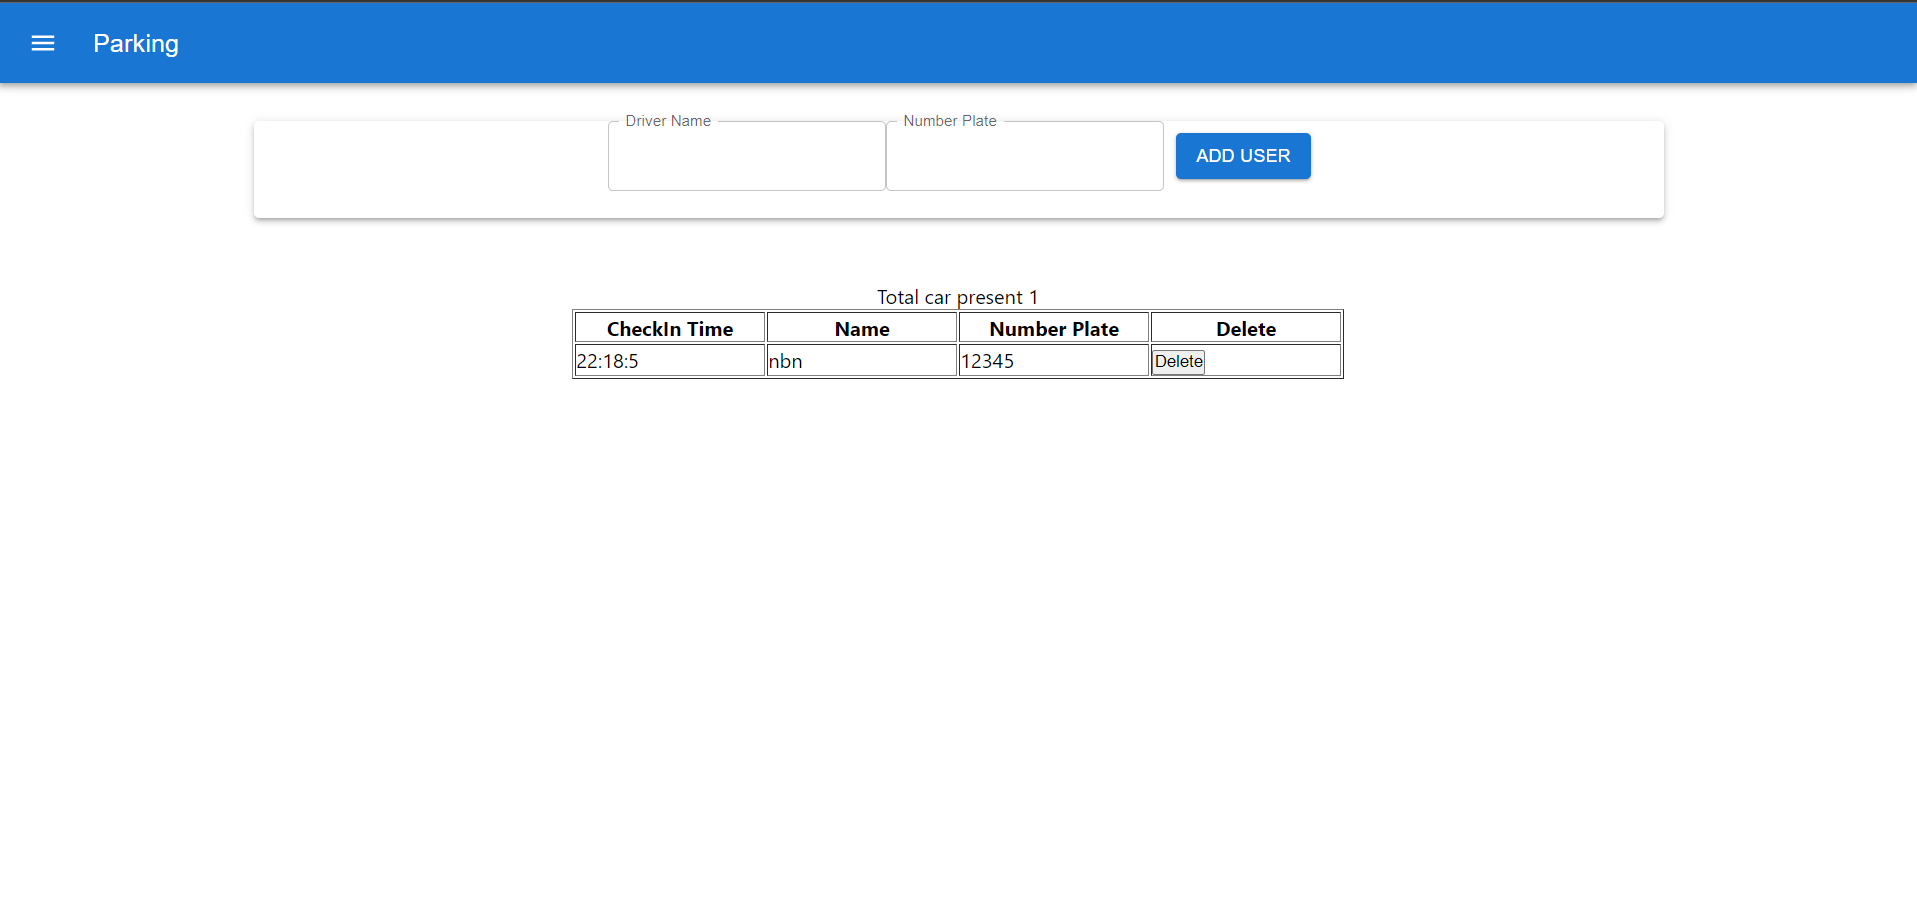 Parking
Driver Name Number Plate
ADD USER
Total car present 1
CheckIn Time Name Number Plate Delete
22:18:5 nbn 12345 Delete